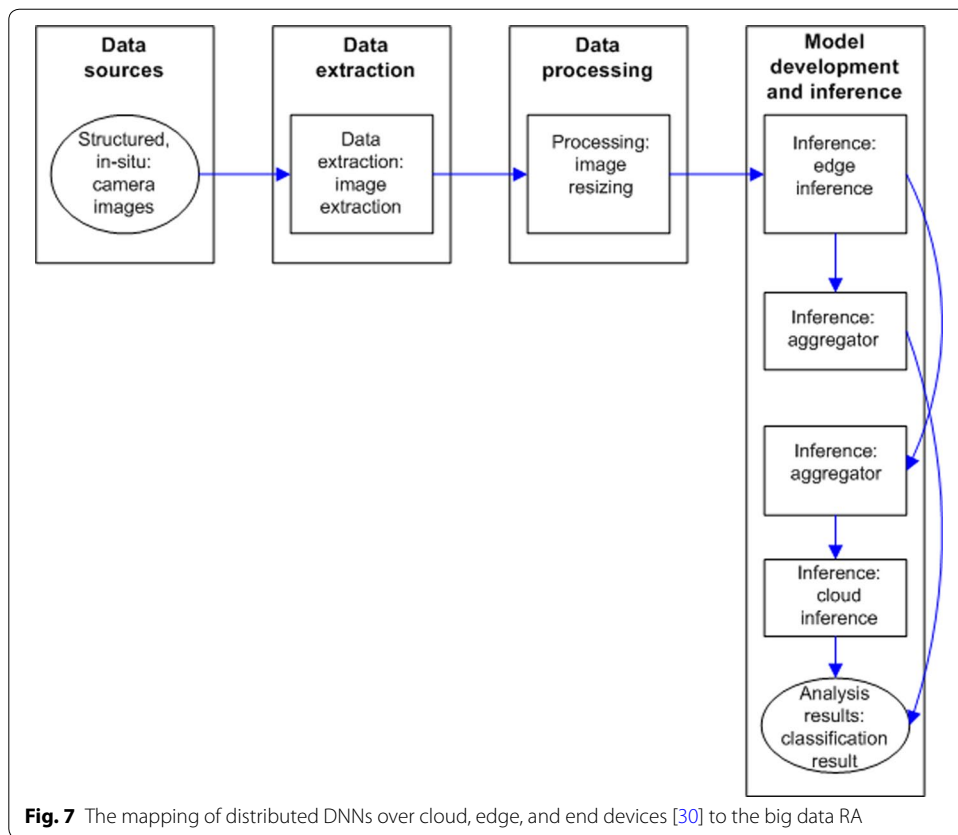 Data
sources
Structured,
in-situ:
camera
images
Data
extraction
Data
extraction:
image
extraction
Data
processing
Processing:
image
resizing
Model
development
and inference
Inference:
edge
inference
Inference:
aggregator
Inference:
aggregator
Inference:
cloud
inference
Analysis
results:
classification
result
Fig. 7 The mapping of distributed DNNs over cloud, edge, and end devices [30] to the big data RA